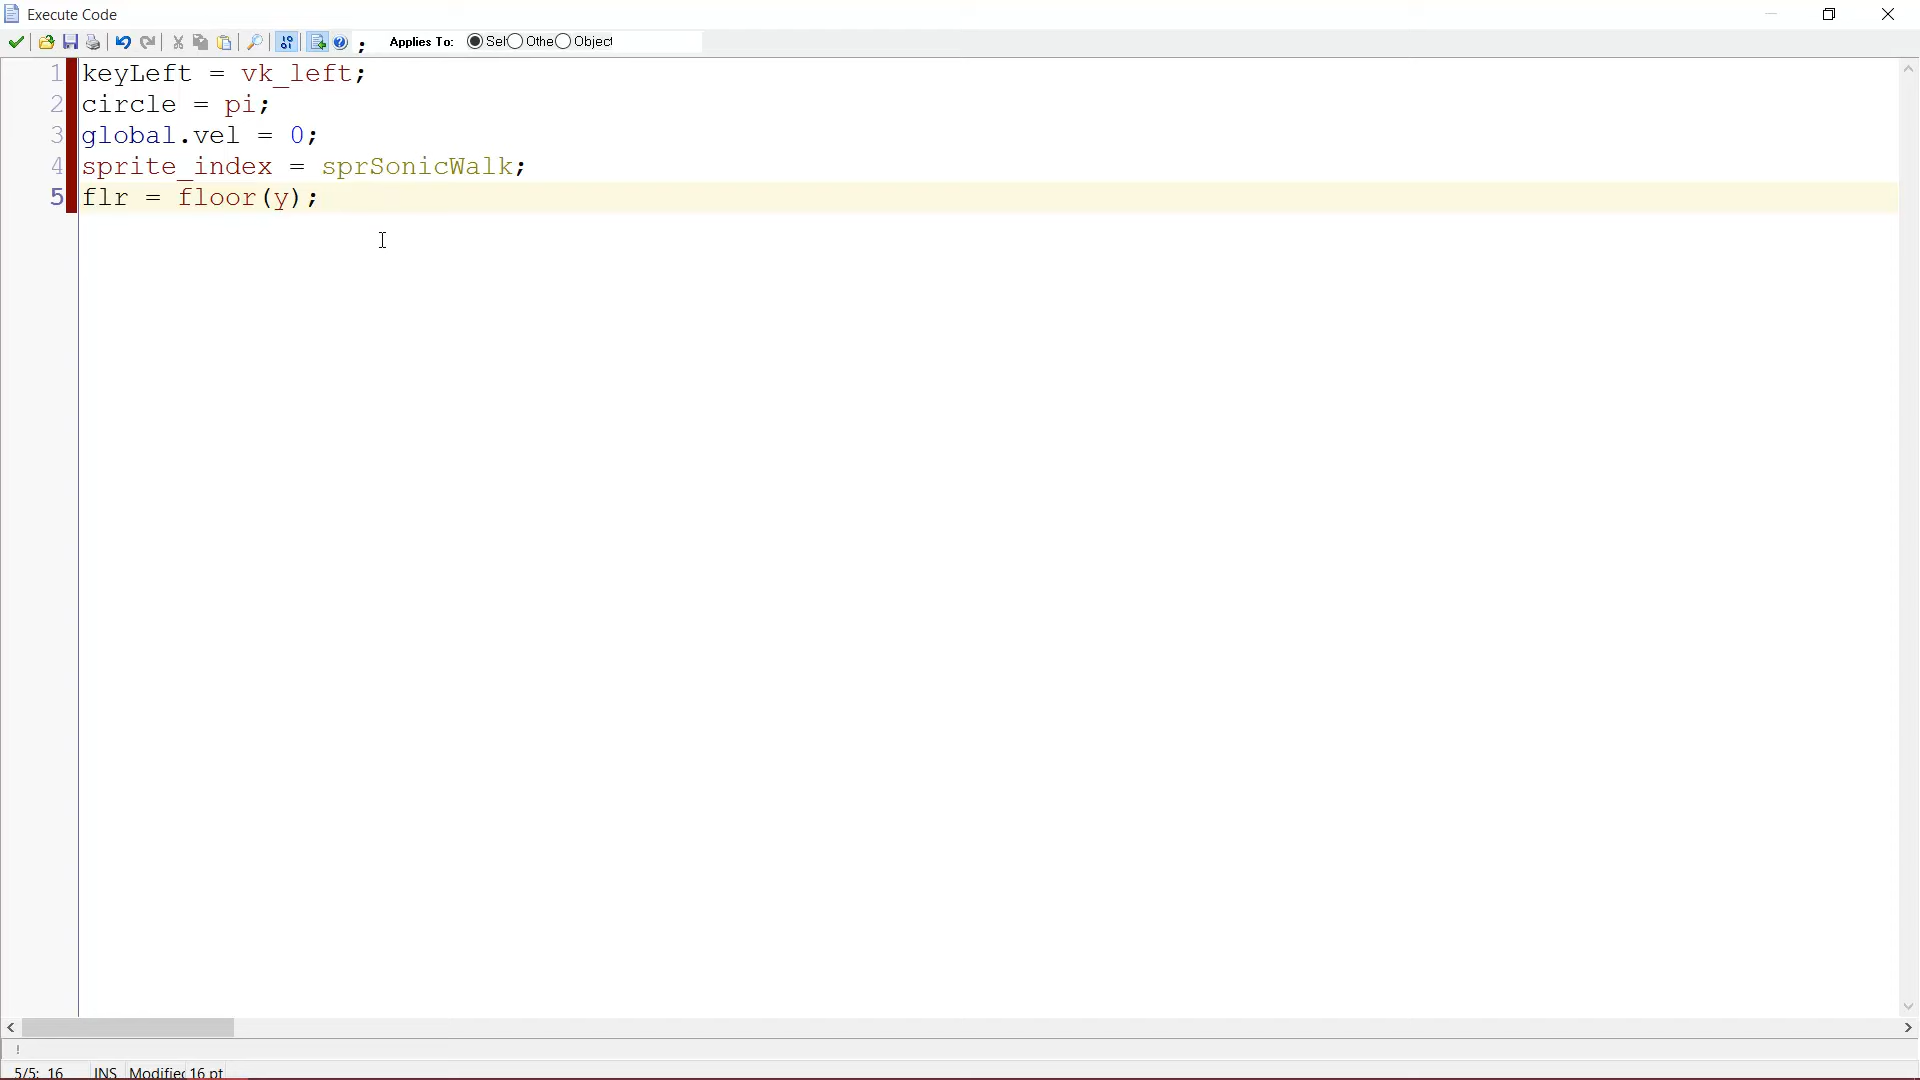 Execute Code
Applies To: Self Othe Object
1 keyLeft = vk_left;
2 circle = pi;
3 global.vel = 0;
4 sprite_index = sprSonicWalk;
5 flr = floor(y);
!
5/5: 16 INS Modified 16 pt